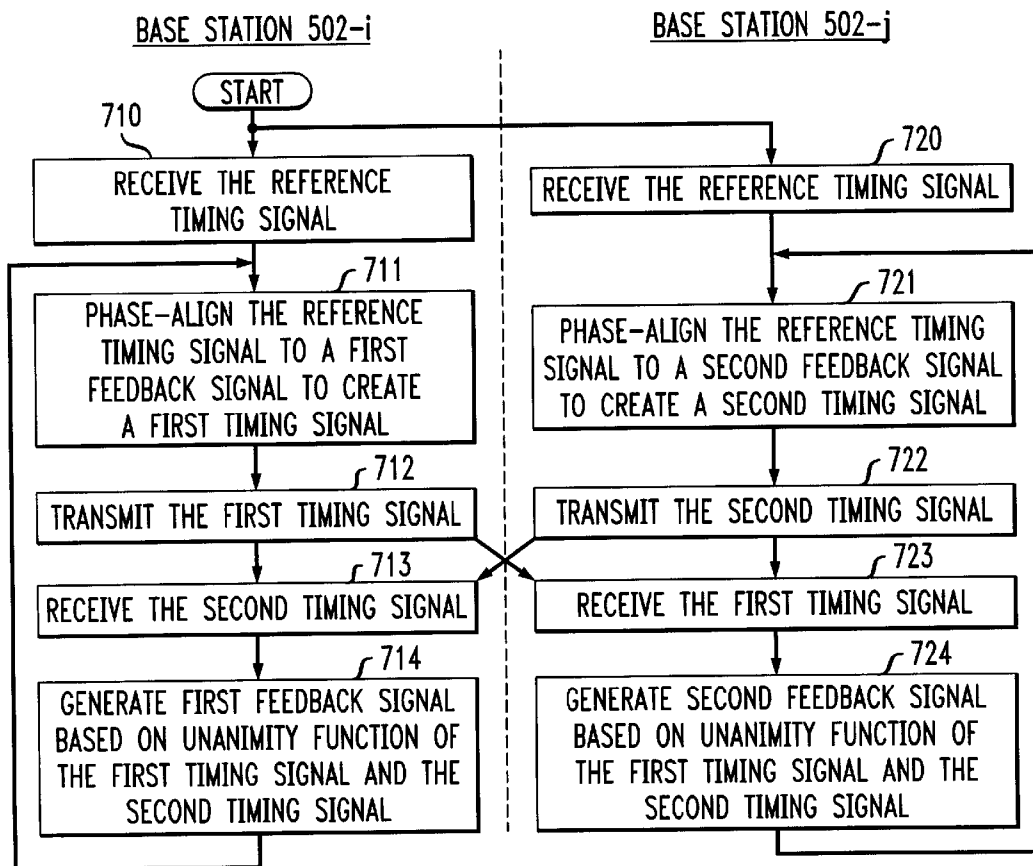 BASE STATION 502-i
START
710
RECEIVE THE REFERENCE
TIMING SIGNAL
711
PHASE-ALIGN THE REFERENCE
TIMING SIGNAL TO A FIRST
FEEDBACK SIGNAL TO CREATE
A FIRST TIMING SIGNAL
712
TRANSMIT THE FIRST TIMING SIGNAL
713
RECEIVE THE SECOND TIMING SIGNAL
714
GENERATE FIRST FEEDBACK SIGNAL
BASED ON UNANIMITY FUNCTION OF
THE FIRST TIMING SIGNAL AND THE
SECOND TIMING SIGNAL
BASE STATION 502-j
720
RECEIVE THE REFERENCE TIMING SIGNAL
721
PHASE-ALIGN THE REFERENCE TIMING
SIGNAL TO A SECOND FEEDBACK SIGNAL
TO CREATE A SECOND TIMING SIGNAL
722
TRANSMIT THE SECOND TIMING SIGNAL
723
RECEIVE THE FIRST TIMING SIGNAL
724
GENERATE SECOND FEEDBACK SIGNAL
BASED ON UNANIMITY FUNCTION OF
THE FIRST TIMING SIGNAL AND THE
SECOND TIMING SIGNAL